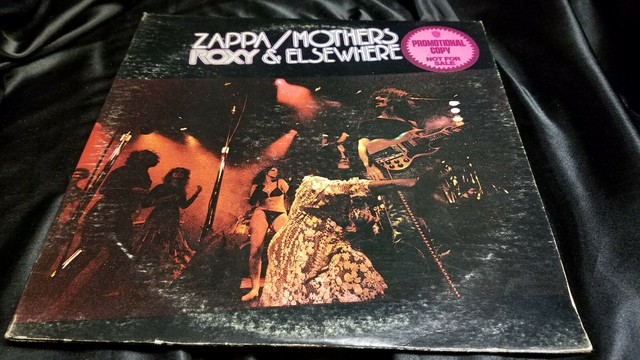 ZAPPA/MOTHERS
ROXY & ELSEWHERE
PROMOTIONAL
COPY
NOT FOR
SALE